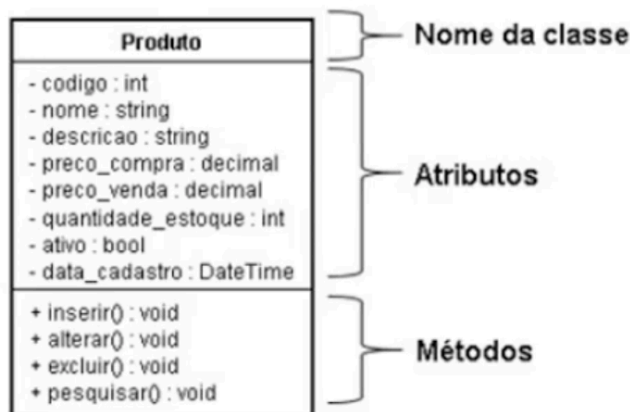 Produto
Nome da classe
- codigo : int
- nome : string
- descricao : string
- preco_compra : decimal
- preco_venda : decimal
- quantidade_estoque : int
- ativo : bool
- data_cadastro : DateTime
Atributos
+ inserir() : void
+ alterar() : void
+ excluir() : void
+ pesquisar() : void
Métodos